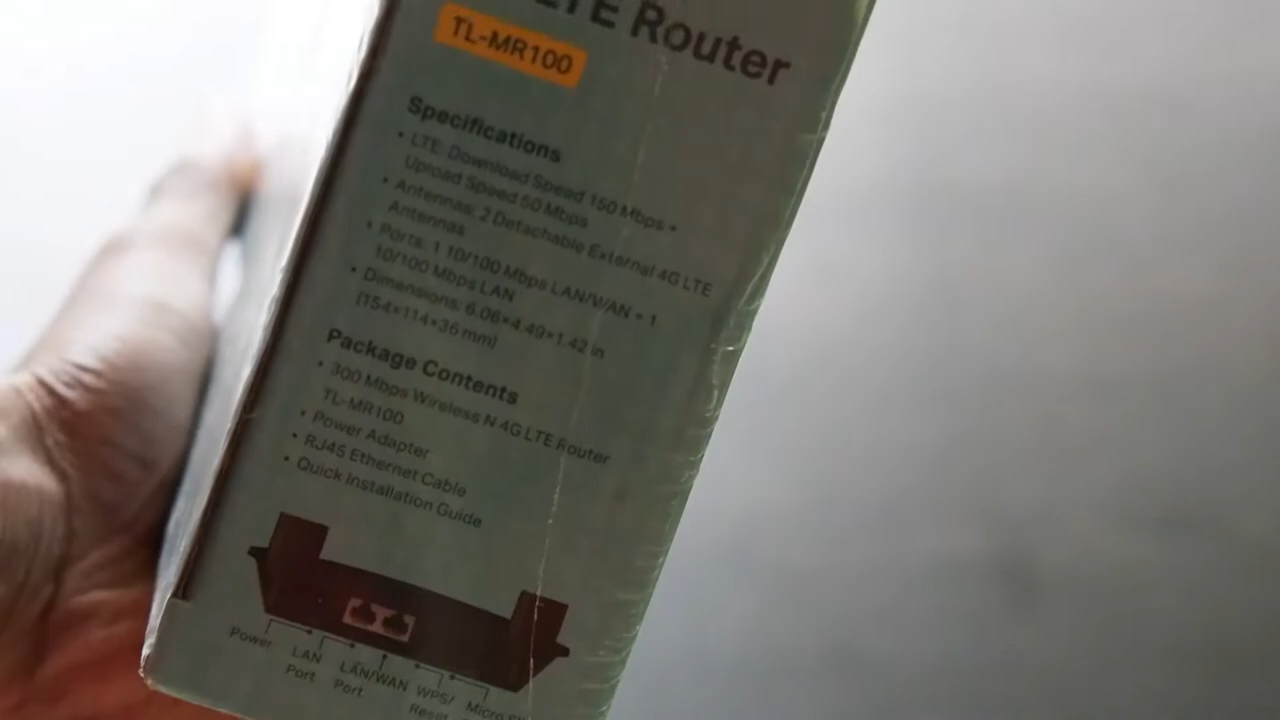 LTE Router
TL-MR100
Specifications
• LTE: Download Speed 150 Mbps +
Upload Speed 50 Mbps
• Antennas: 2 Detachable External 4G LTE
Antennas
• Ports: 1 10/100 Mbps LAN/WAN + 1
10/100 Mbps LAN
• Dimensions: 6.06×4.49×1.42 in
(154×114×36 mm)
Package Contents
• 300 Mbps Wireless N 4G LTE Router
TL-MR100
• Power Adapter
• RJ45 Ethernet Cable
• Quick Installation Guide
Power
LAN
Port
LAN/WAN
Port
WPS/
Reset
Micro